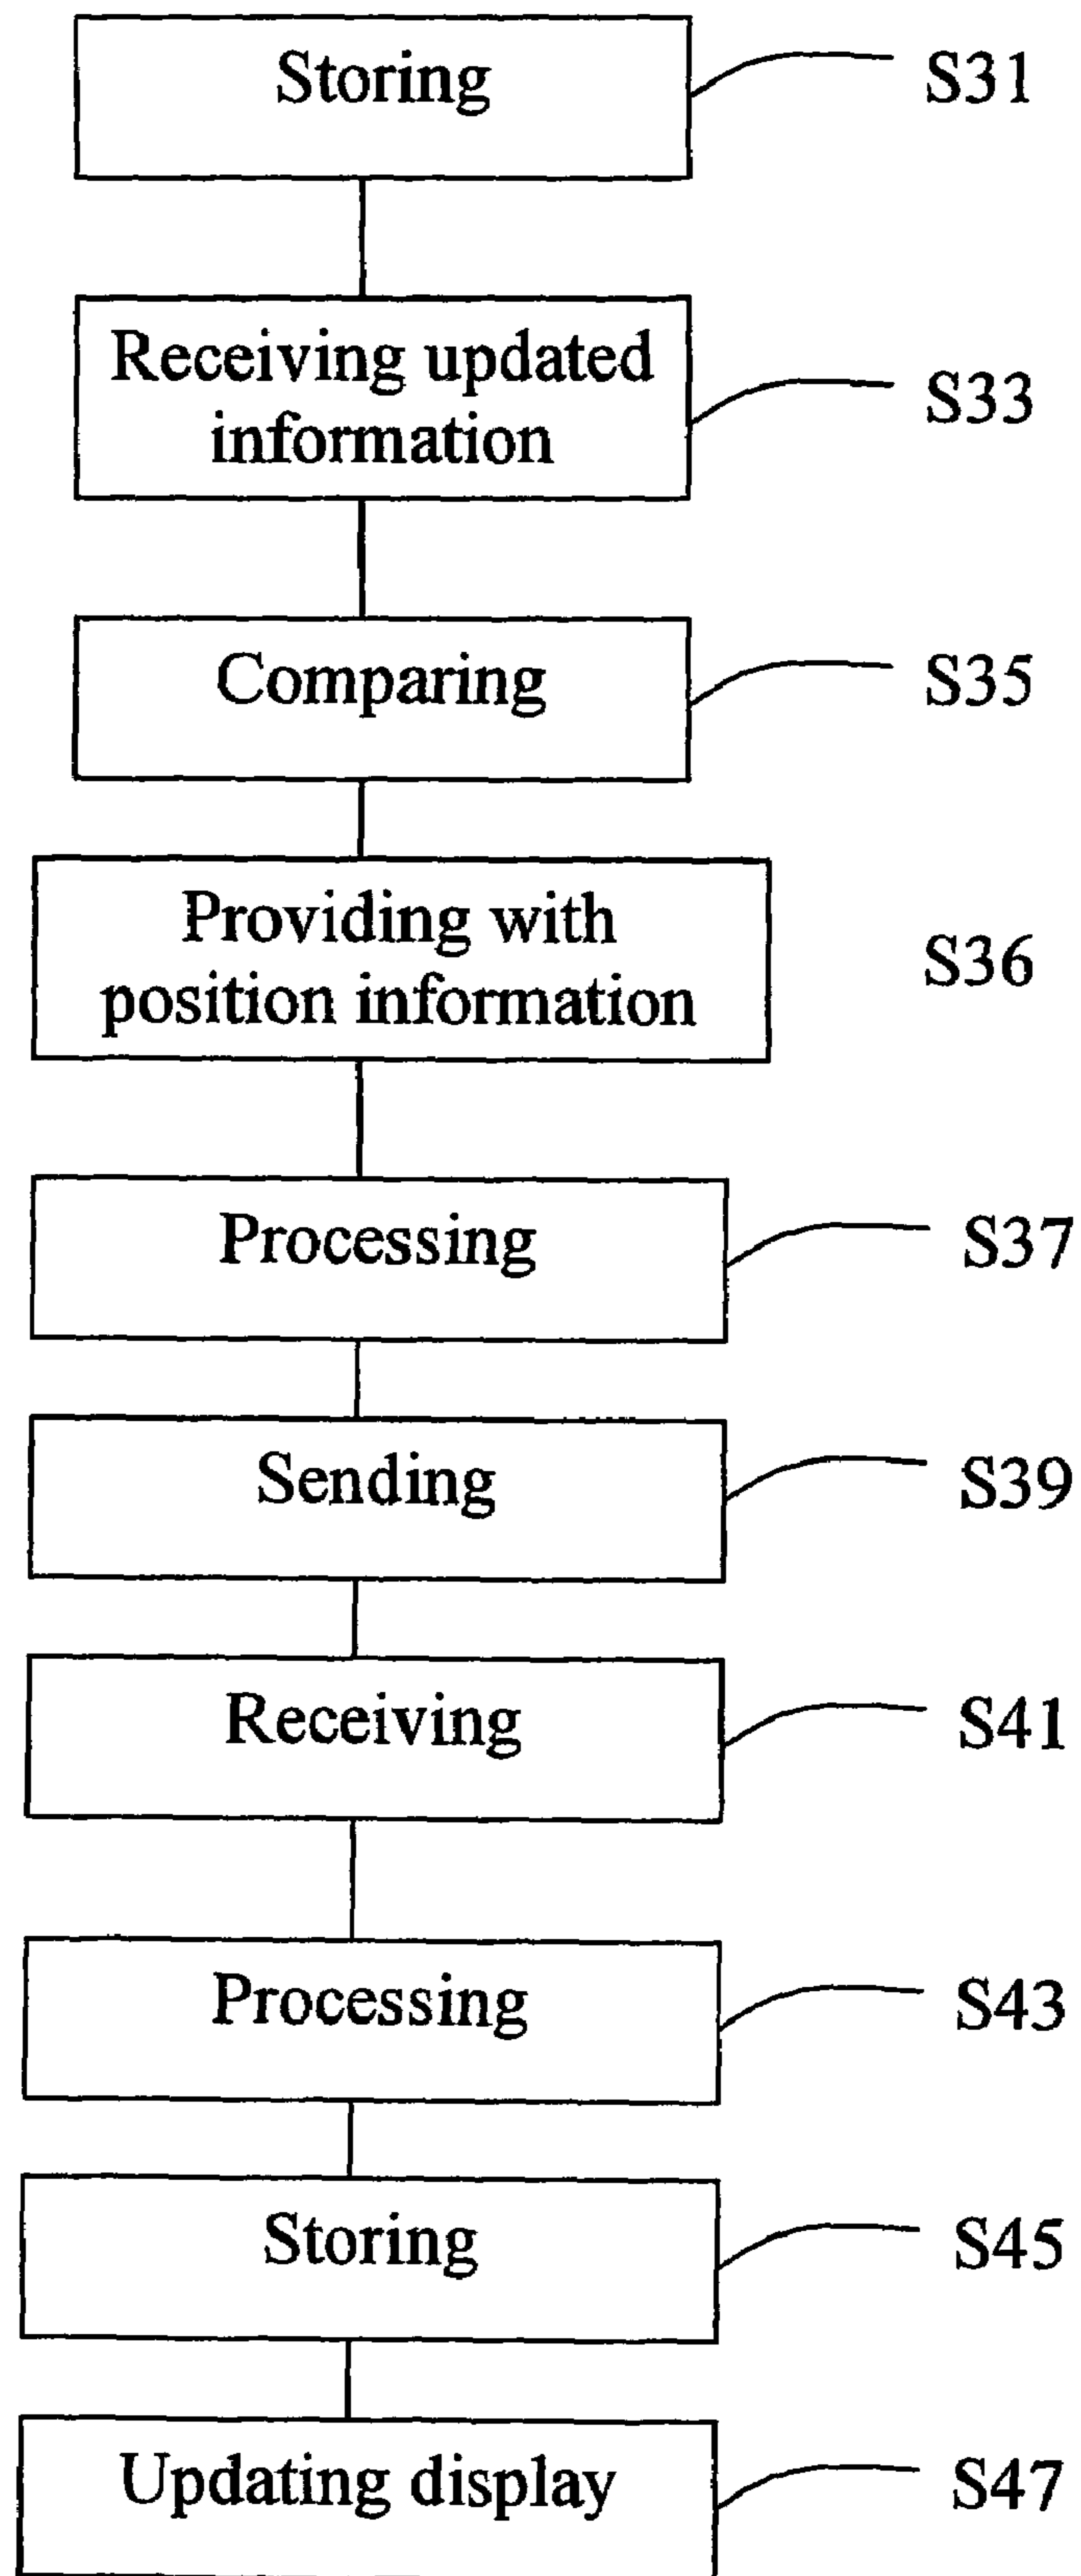 Storing
S31
Receiving updated
information
S33
Comparing
S35
Providing with
position information
S36
Processing
S37
Sending
S39
Receiving
S41
Processing
S43
Storing
S45
Updating display
S47